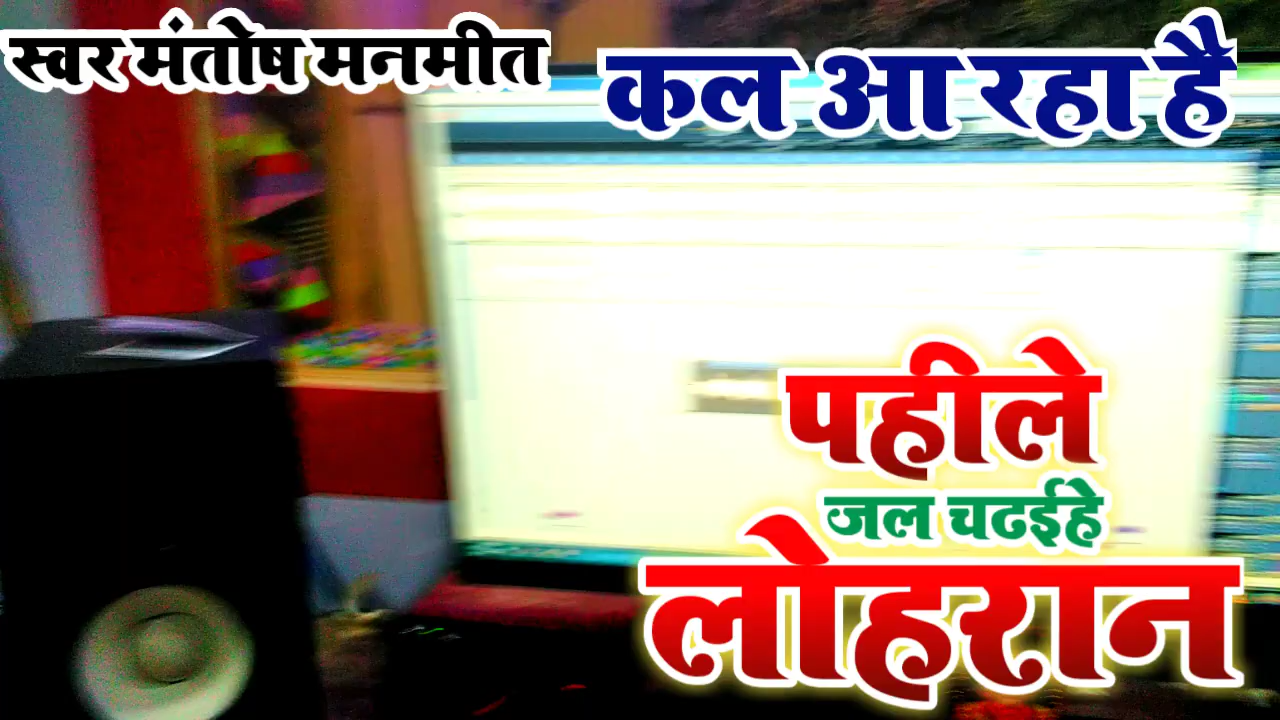 स्वर मंतोष मनमीत
कल आ रहा है
पहीले
जल चढईहे
लोहरान